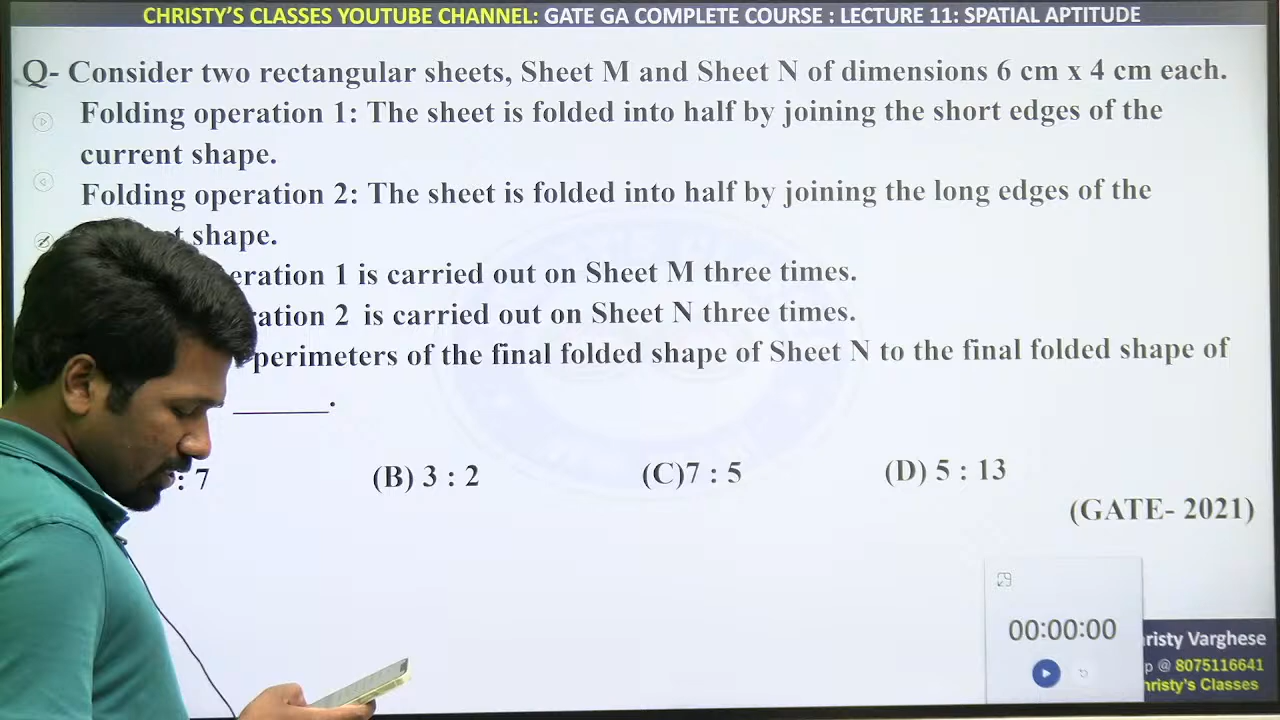 CHRISTY'S CLASSES YOUTUBE CHANNEL: GATE GA COMPLETE COURSE : LECTURE 11: SPATIAL APTITUDE
Q- Consider two rectangular sheets, Sheet M and Sheet N of dimensions 6 cm x 4 cm each.
Folding operation 1: The sheet is folded into half by joining the short edges of the
current shape.
Folding operation 2: The sheet is folded into half by joining the long edges of the
shape.
1 is carried out on Sheet M three times.
2 is carried out on Sheet N three times.
perimeters of the final folded shape of Sheet N to the final folded shape of
______.
: 7 (B) 3 : 2 (C)7 : 5 (D) 5 : 13
(GATE- 2021)
00:00:00
Varghese
@ 8075116641
Classes